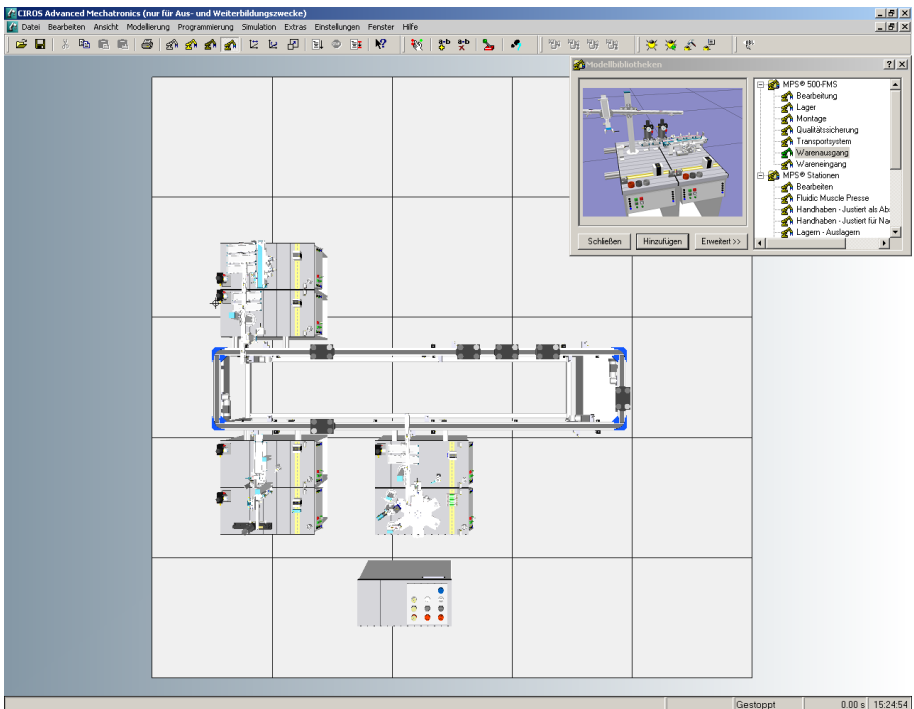 CIROS Advanced Mechatronics (nur für Aus- und Weiterbildungszwecke)
Datei Bearbeiten Ansicht Modellierung Programmierung Simulation Extras Einstellungen Fenster Hilfe
Modellbibliotheken
MPS® 500-FMS
Bearbeitung
Lager
Montage
Qualitätssicherung
Transportsystem
Warenausgang
Wareneingang
MPS® Stationen
Bearbeiten
Fluidic Muscle Presse
Handhaben - Justiert als Ab
Handhaben - Justiert für Na
Lagern - Auslagern
Schließen Hinzufügen Erweitert >>
Gestoppt 0.00 s 15:24:54